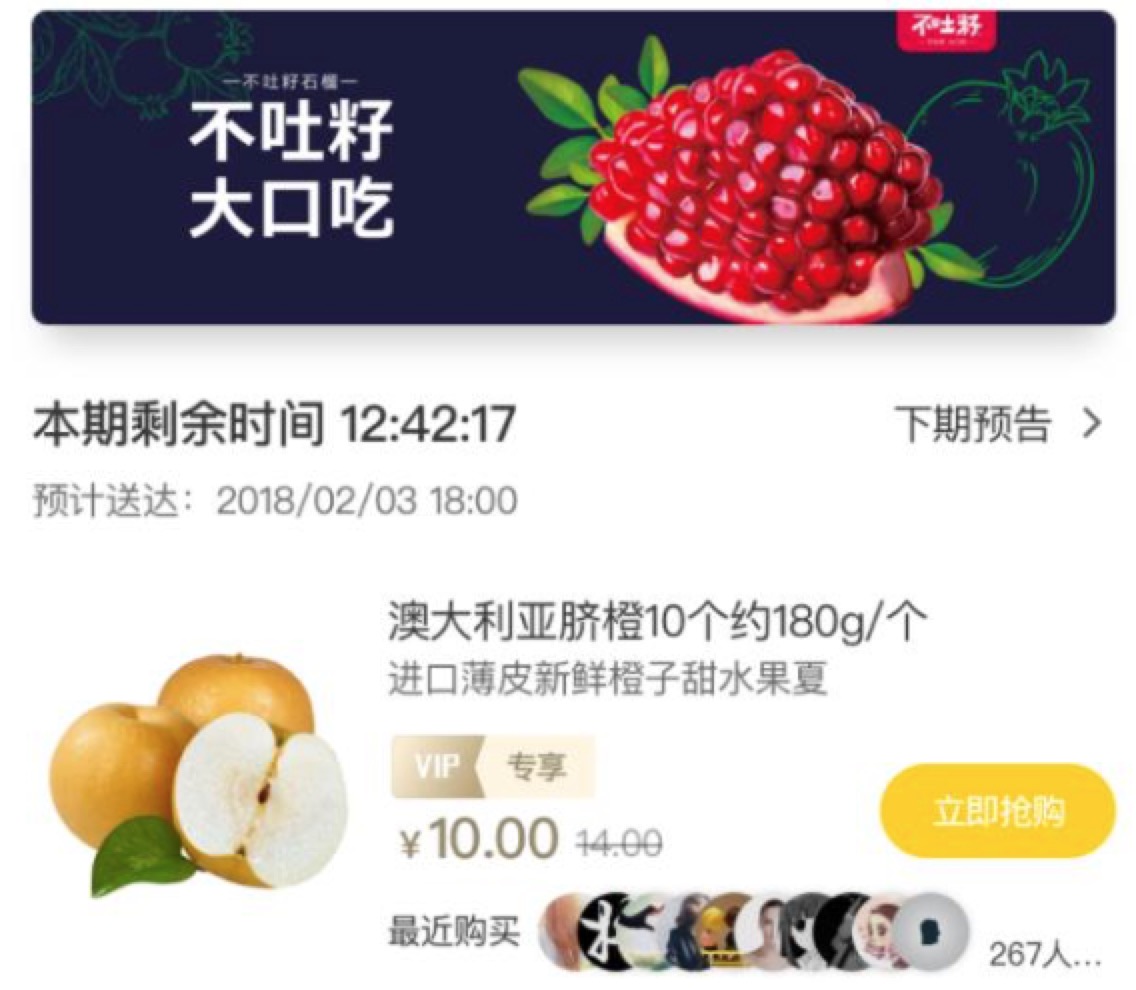 不吐籽
—不吐籽石榴—
不吐籽
大口吃
本期剩余时间 12:42:17
下期预告
预计送达：2018/02/03 18:00
澳大利亚脐橙10个约180g/个
进口薄皮新鲜橙子甜水果夏
VIP 专享
立即抢购
¥10.00 14.00
最近购买
267人...